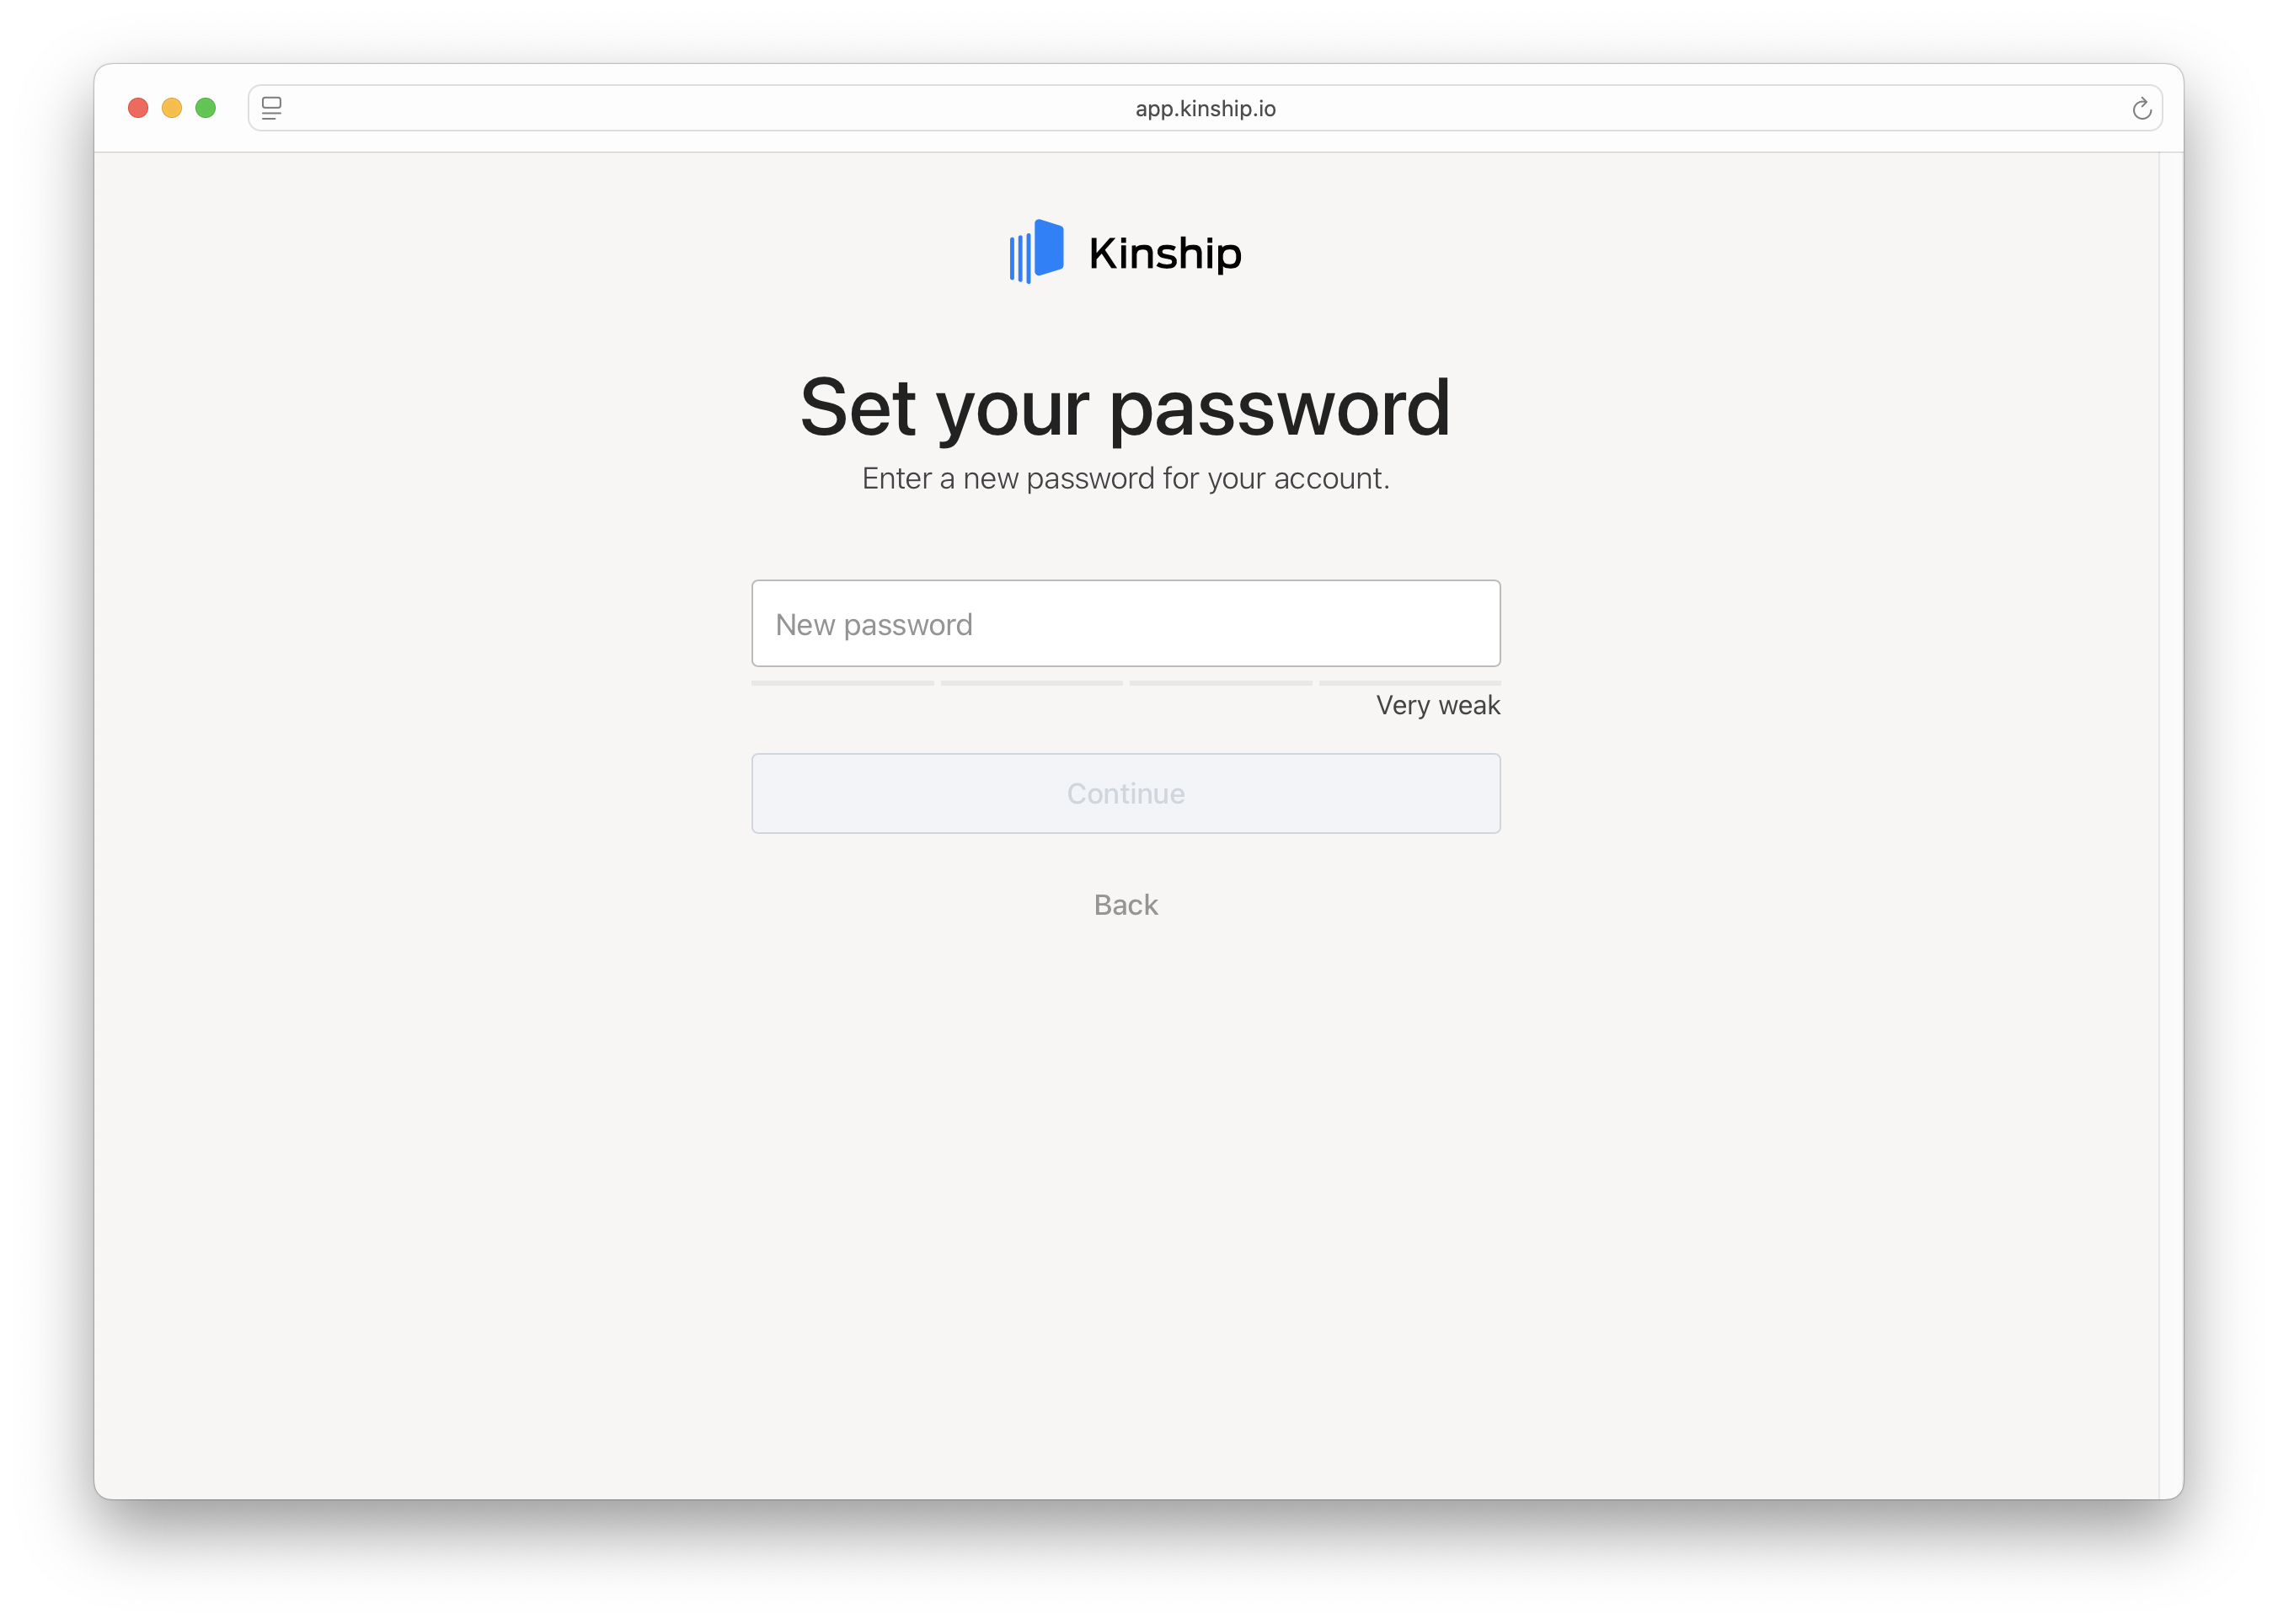 app.kinship.io
Kinship
Set your password
Enter a new password for your account.
New password
Very weak
Continue
Back